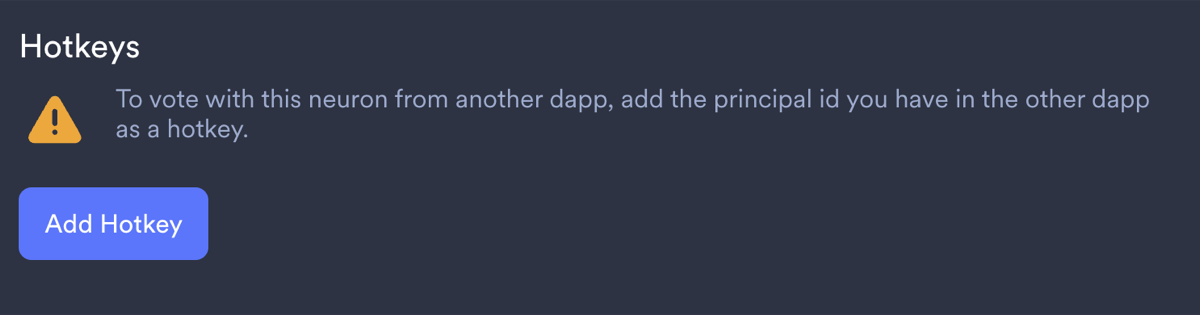 Hotkeys
To vote with this neuron from another dapp, add the principal id you have in the other dapp
as a hotkey.
Add Hotkey